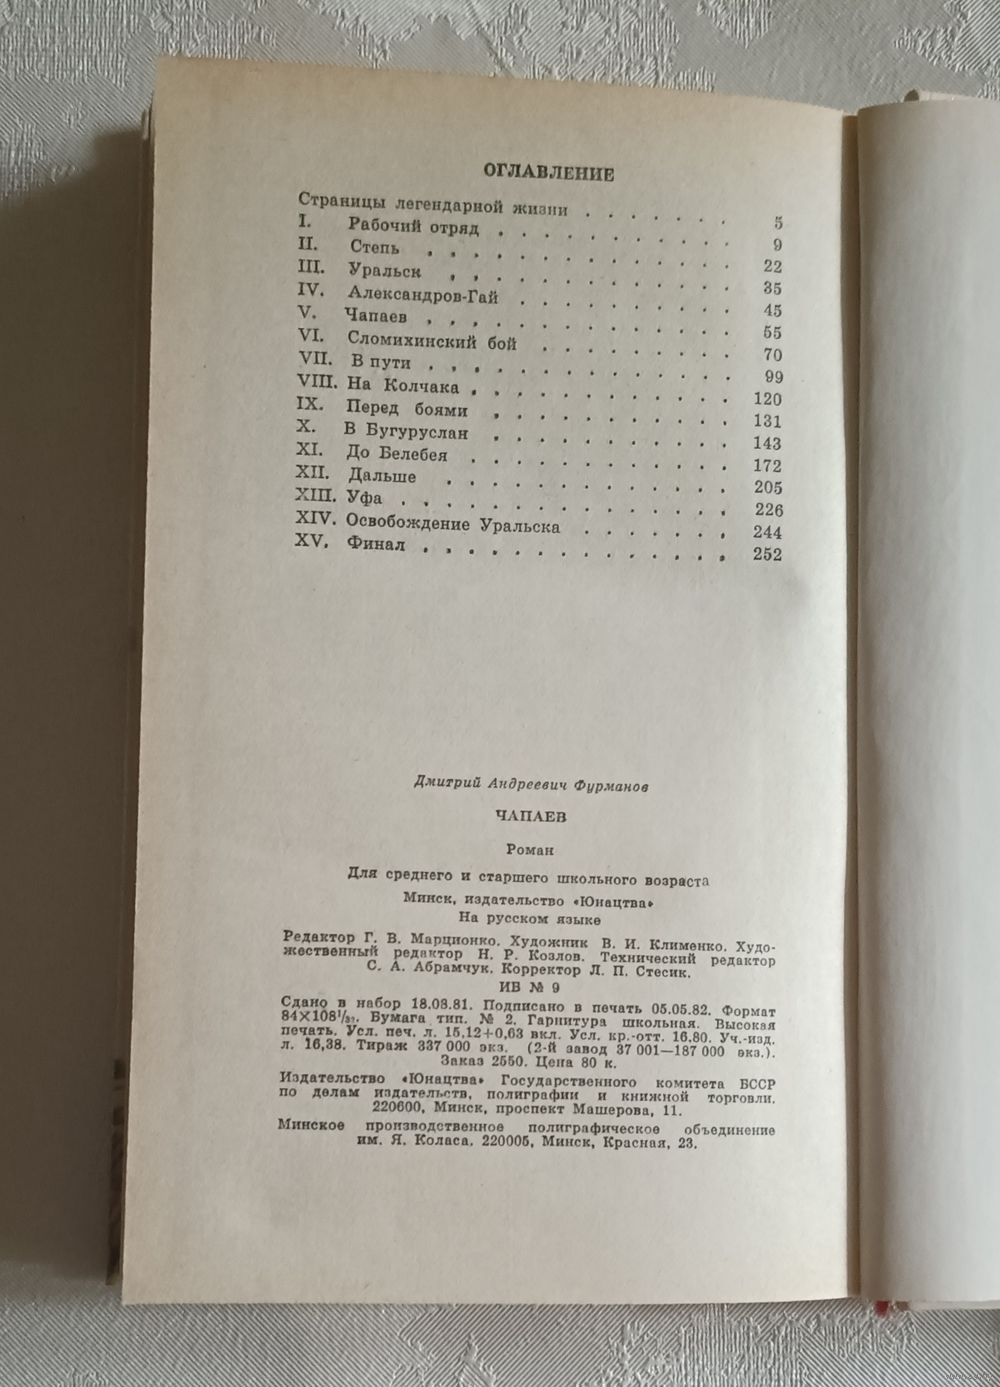 ОГЛАВЛЕНИЕ
Страницы легендарной жизни . . . . . . . 5
I. Рабочий отряд . . . . . . . . . . . 9
II. Степь . . . . . . . . . . . . . . 22
III. Уральск . . . . . . . . . . . . . 35
IV. Александров-Гай . . . . . . . . . . 45
V. Чапаев . . . . . . . . . . . . . . 55
VI. Сломихинский бой . . . . . . . . . 70
VII. В пути . . . . . . . . . . . . . . 99
VIII. На Колчака . . . . . . . . . . . . 120
IX. Перед боями . . . . . . . . . . . 131
X. В Бугуруслан . . . . . . . . . . . 143
XI. До Белебея . . . . . . . . . . . . 172
XII. Дальше . . . . . . . . . . . . . 205
XIII. Уфа . . . . . . . . . . . . . . . 226
XIV. Освобождение Уральска . . . . . . . 244
XV. Финал . . . . . . . . . . . . . . 252
Дмитрий Андреевич Фурманов
ЧАПАЕВ
Роман
Для среднего и старшего школьного возраста
Минск, издательство «Юнацтва»
На русском языке
Редактор Г. В. Марционко. Художник В. И. Клименко. Худо-
жественный редактор Н. Р. Козлов. Технический редактор
С. А. Абрамчук. Корректор Л. П. Стесик.
ИВ № 9
Сдано в набор 18.08.81. Подписано в печать 05.05.82. Формат
84×108¹/₃₂. Бумага тип. № 2. Гарнитура школьная. Высокая
печать. Усл. печ. л. 15,12+0,63 вкл. Усл. кр.-отт. 16.80. Уч.-изд.
л. 16,38. Тираж 337 000 экз. (2-й завод 37 001—187 000 экз.).
Заказ 2550. Цена 80 к.
Издательство «Юнацтва» Государственного комитета БССР
по делам издательств, полиграфии и книжной торговли.
220600, Минск, проспект Машерова, 11.
Минское производственное полиграфическое объединение
им. Я. Коласа. 220005, Минск, Красная, 23.